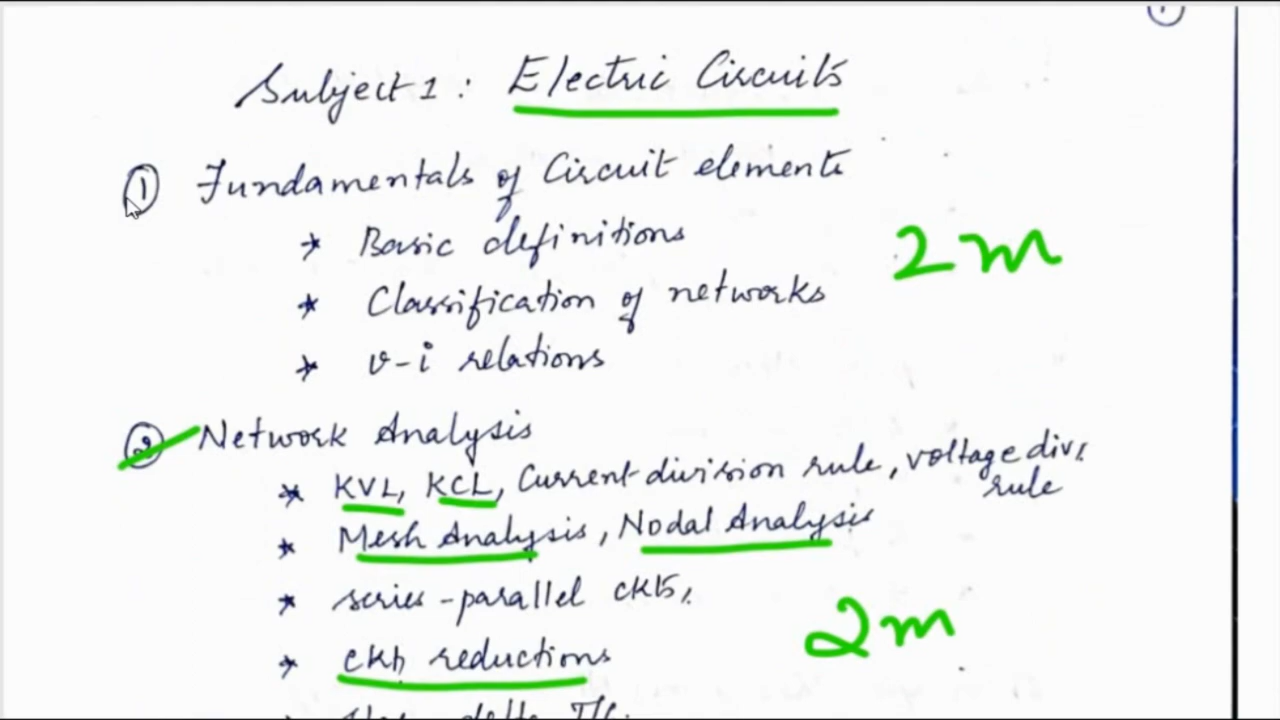 Subject 1 : Electric Circuits
① Fundamentals of Circuit elements
* Basic definitions
2m
* Classification of networks
* v-i relations
② Network Analysis
* KVL, KCL, Current division rule, voltage div.
rule
* Mesh Analysis, Nodal Analysis
* series-parallel ckts.
2m
* ckt reductions